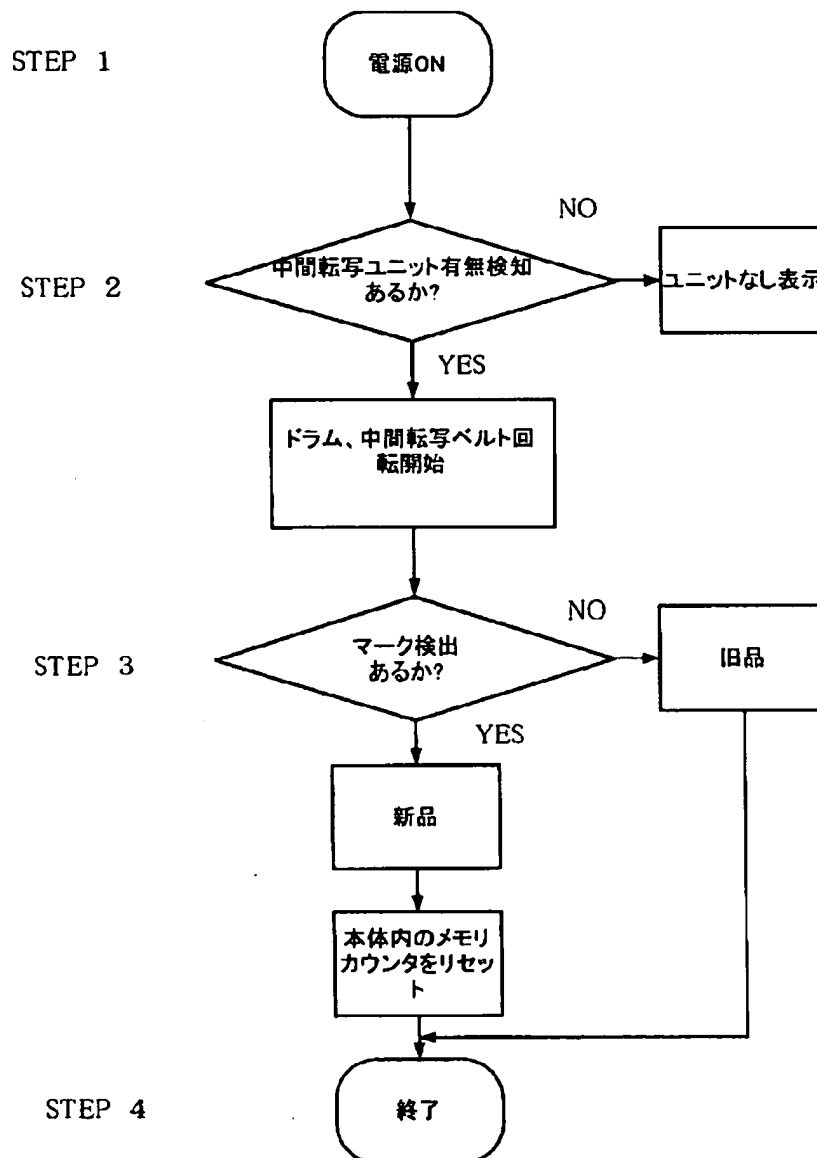 STEP 1
電源ON
NO
STEP 2
中間転写ユニット有無検知
あるか?
ユニットなし表示
YES
ドラム、中間転写ベルト回
転開始
NO
STEP 3
マーク検出
あるか?
旧品
YES
新品
本体内のメモリ
カウンタをリセッ
ト
STEP 4
終了